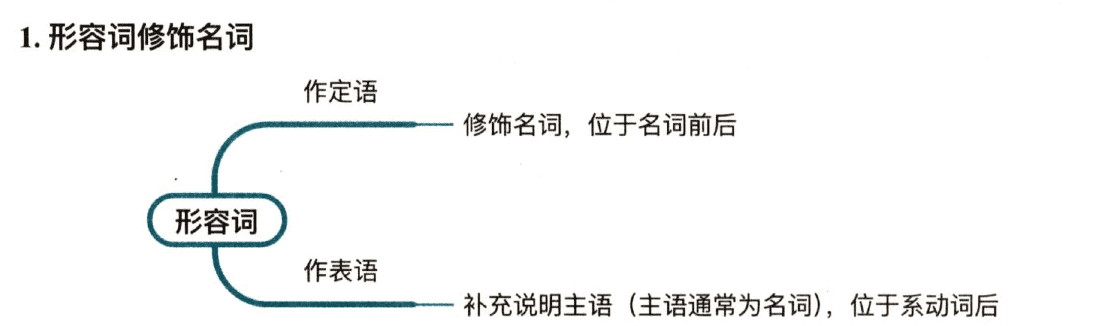 1. 形容词修饰名词
作定语
修饰名词，位于名词前后
形容词
作表语
补充说明主语（主语通常为名词），位于系动词后